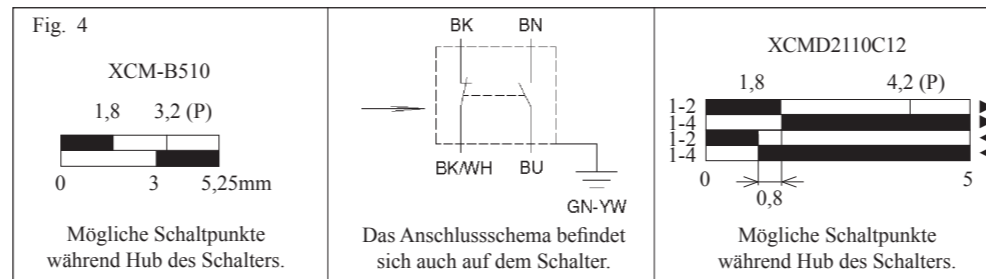 Fig. 4
XCM-B510
1,8 3,2 (P)
0 3 5,25mm
Mögliche Schaltpunkte
während Hub des Schalters.
BK BN
BK/WH BU
GN-YW
Das Anschlussschema befindet
sich auch auf dem Schalter.
XCMD2110C12
1,8 4,2 (P)
1-2
1-4
1-2
1-4
0 5
0,8
Mögliche Schaltpunkte
während Hub des Schalters.